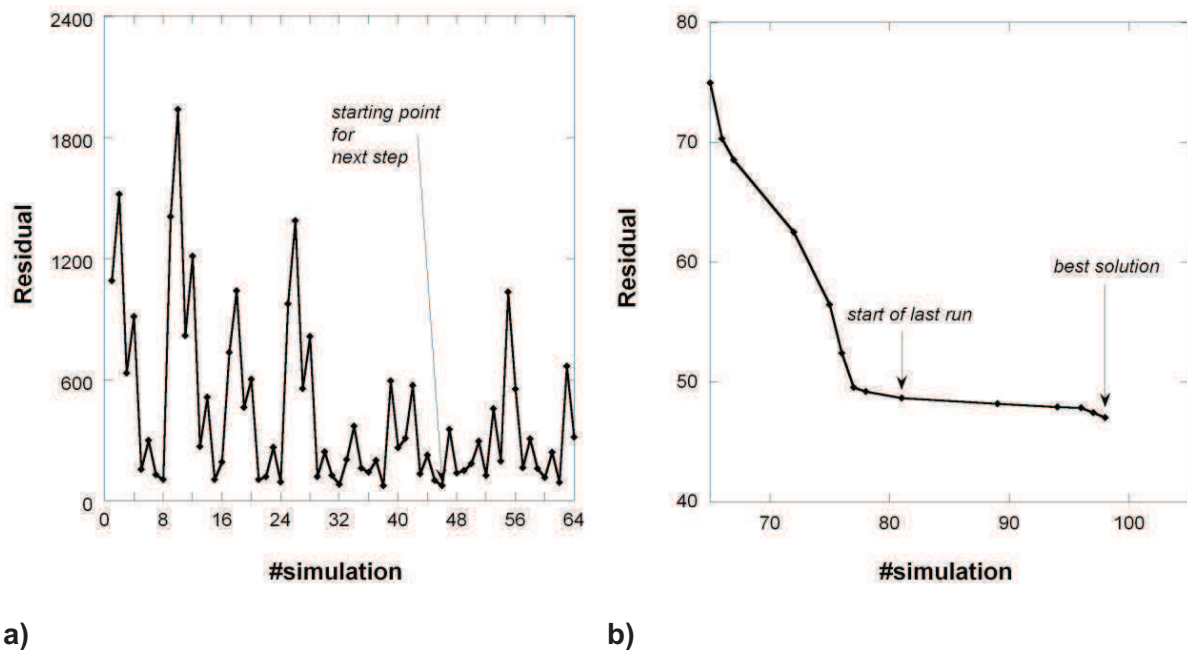 2400
1800
1200
600
0
Residual
starting point
for
next step
0 8 16 24 32 40 48 56 64
#simulation
a)
80
70
60
50
40
Residual
start of last run
best solution
70 80 90 100
#simulation
b)